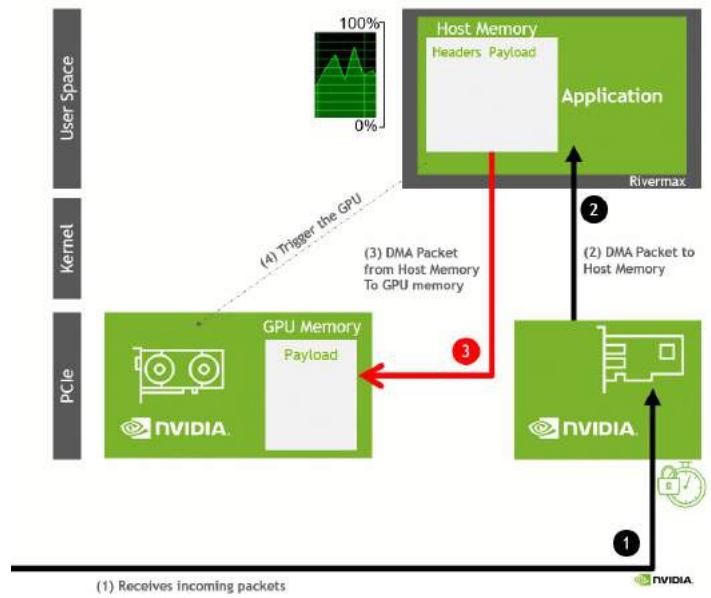 100%
0%
User Space
Kernel
PCIe
Host Memory
Headers Payload
Application
Rivermax
2
(4) Trigger the GPU
(3) DMA Packet
from Host Memory
To GPU memory
(2) DMA Packet to
Host Memory
GPU Memory
Payload
3
NVIDIA.
NVIDIA.
1
(1) Receives incoming packets
NVIDIA.